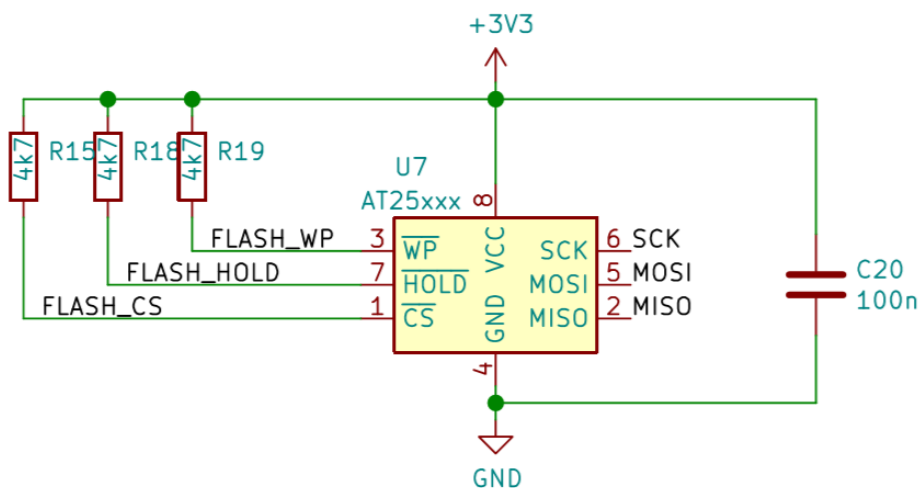 +3V3
4k7 R15
4k7 R18
4k7 R19
U7
AT25xxx
8
FLASH_WP 3 WP VCC SCK 6 SCK
FLASH_HOLD 7 HOLD MOSI 5 MOSI
FLASH_CS 1 CS GND MISO 2 MISO
4
C20
100n
GND